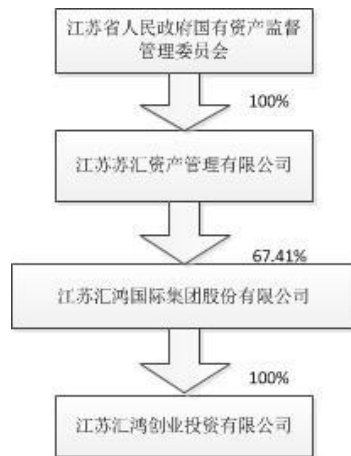 江苏省人民政府国有资产监督
管理委员会
100%
江苏苏汇资产管理有限公司
67.41%
江苏汇鸿国际集团股份有限公司
100%
江苏汇鸿创业投资有限公司